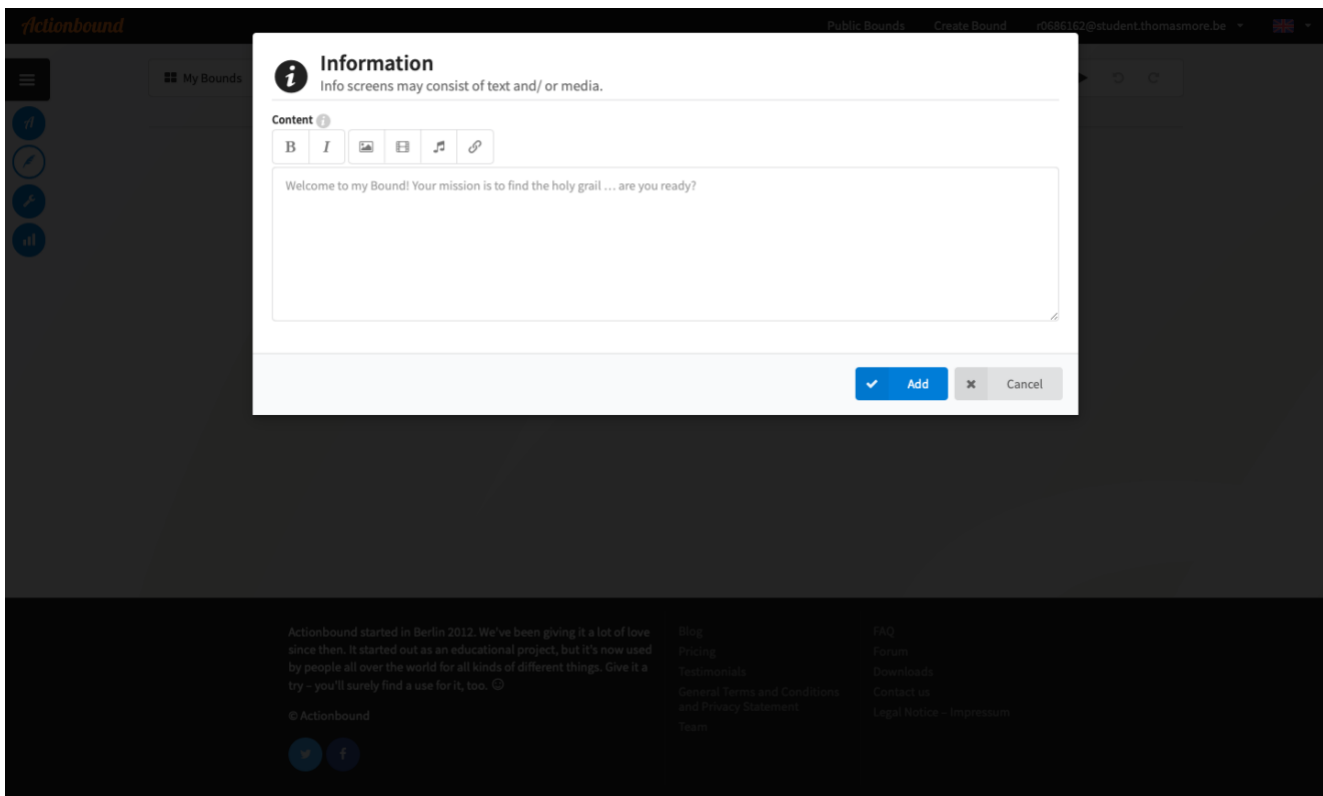 Actionbound
Public Bounds Create Bound r0686162@student.thomasmore.be
My Bounds
Information
Info screens may consist of text and/ or media.
Content
B I
Welcome to my Bound! Your mission is to find the holy grail … are you ready?
Add Cancel
Actionbound started in Berlin 2012. We've been giving it a lot of love
since then. It started out as an educational project, but it's now used
by people all over the world for all kinds of different things. Give it a
try – you'll surely find a use for it, too.
© Actionbound
Blog
Pricing
Testimonials
General Terms and Conditions
and Privacy Statement
Team
FAQ
Forum
Downloads
Contact us
Legal Notice – Impressum